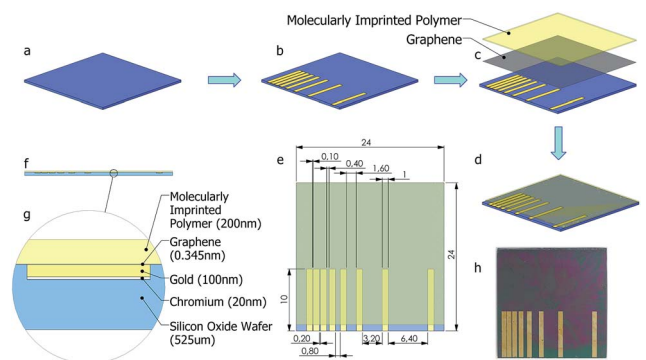 Molecularly Imprinted Polymer
Graphene
a
b
c
d
e
24
0,10
0,40
1,60
1
24
10
0,20
0,80
3,20
6,40
f
g
Molecularly
Imprinted
Polymer (200nm)
Graphene
(0.345nm)
Gold (100nm)
Chromium (20nm)
Silicon Oxide Wafer
(525um)
h